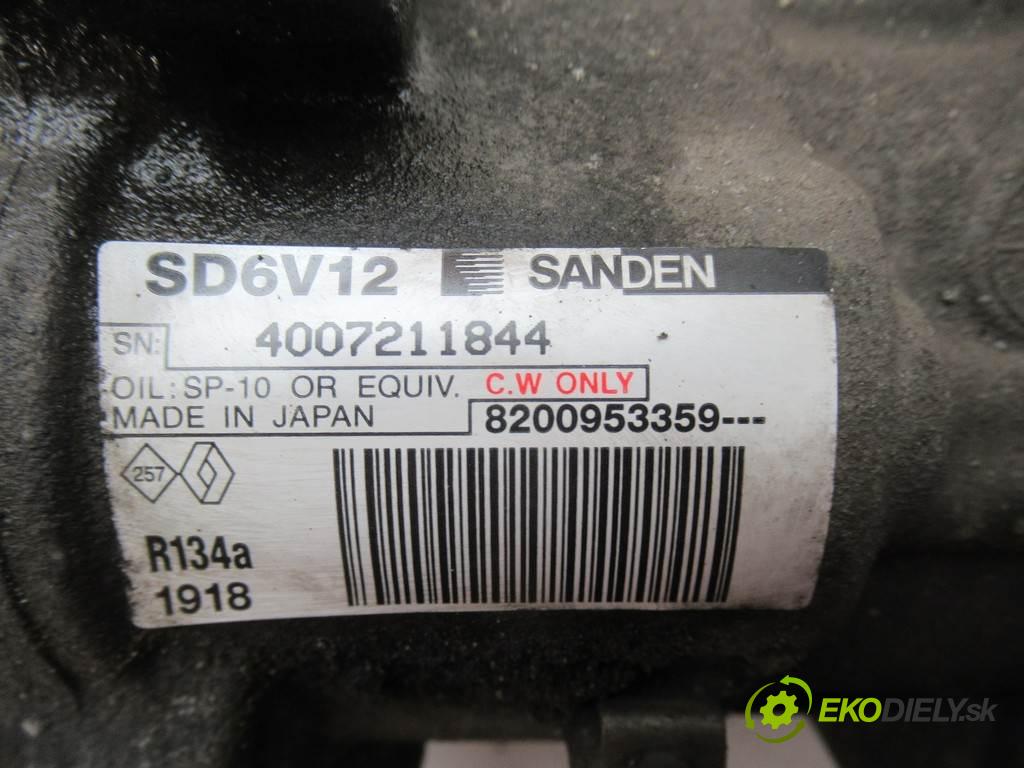 SD6V12 SANDEN
SN: 4007211844
OIL: SP-10 OR EQUIV. C.W ONLY
MADE IN JAPAN 8200953359---
257
R134a
1918
EKODIELY.sk